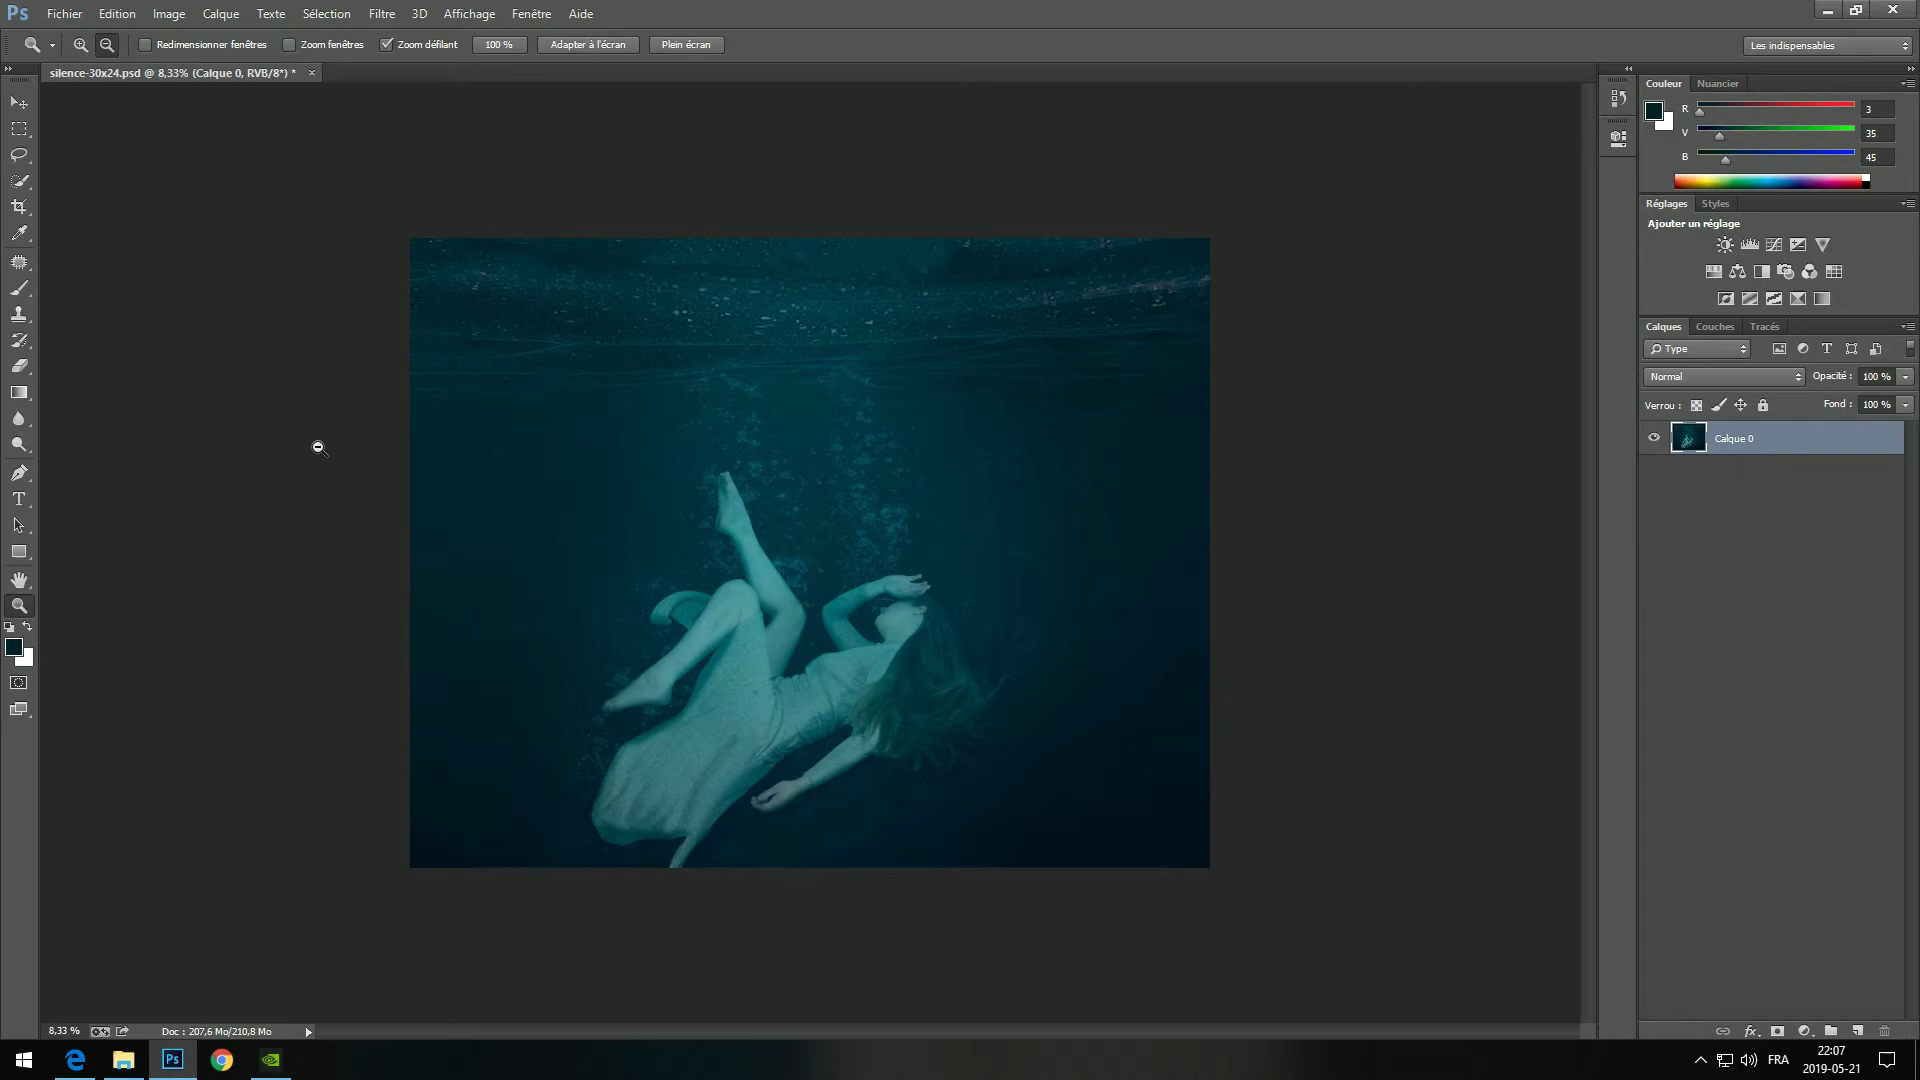 Ps Fichier Edition Image Calque Texte Sélection Filtre 3D Affichage Fenêtre Aide
Redimensionner fenêtres Zoom fenêtres Zoom défilant 100 % Adapter à l'écran Plein écran Les indispensables
silence-30x24.psd @ 8,33% (Calque 0, RVB/8*) * ×
Couleur Nuancier
R 3
V 35
B 45
Réglages Styles
Ajouter un réglage
Calques Couches Tracés
Type
Normal Opacité : 100 %
Verrou : Fond : 100 %
Calque 0
T
8,33 % Doc : 207,6 Mo/210,8 Mo
fx
Ps FRA 22:07
2019-05-21